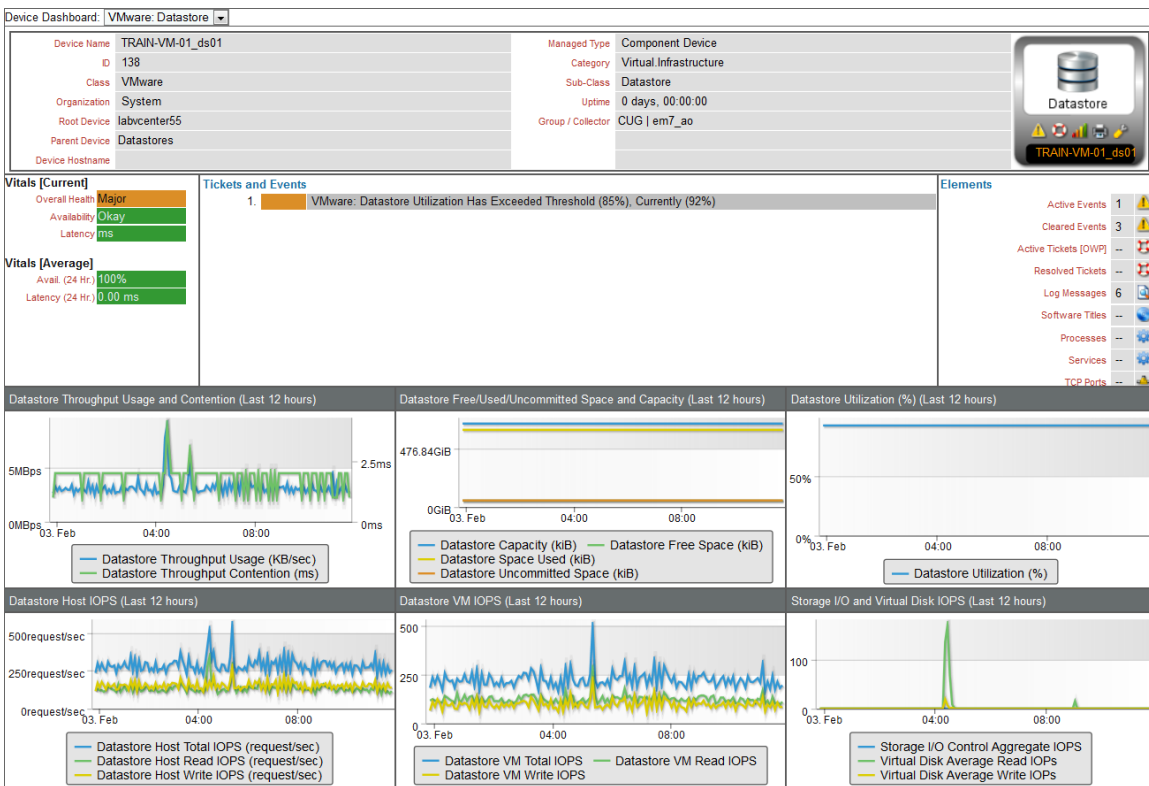 Device Dashboard: VMware: Datastore
Device Name TRAIN-VM-01_ds01
ID 138
Class VMware
Organization System
Root Device labvcenter55
Parent Device Datastores
Device Hostname
Managed Type Component Device
Category Virtual.Infrastructure
Sub-Class Datastore
Uptime 0 days, 00:00:00
Group / Collector CUG | em7_ao
Datastore
TRAIN-VM-01_ds01
Vitals [Current]
Overall Health Major
Availability Okay
Latency ms
Vitals [Average]
Avail. (24 Hr.) 100%
Latency (24 Hr.) 0.00 ms
Tickets and Events
1. VMware: Datastore Utilization Has Exceeded Threshold (85%), Currently (92%)
Elements
Active Events 1
Cleared Events 3
Active Tickets [OWP] --
Resolved Tickets --
Log Messages 6
Software Titles --
Processes --
Services --
TCP Ports --
Datastore Throughput Usage and Contention (Last 12 hours)
5MBps
0MBps
2.5ms
0ms
03. Feb 04:00 08:00
Datastore Throughput Usage (KB/sec)
Datastore Throughput Contention (ms)
Datastore Free/Used/Uncommitted Space and Capacity (Last 12 hours)
476.84GiB
0GiB
03. Feb 04:00 08:00
Datastore Capacity (kiB) Datastore Free Space (kiB)
Datastore Space Used (kiB)
Datastore Uncommitted Space (kiB)
Datastore Utilization (%) (Last 12 hours)
50%
0%
03. Feb 04:00 08:00
Datastore Utilization (%)
Datastore Host IOPS (Last 12 hours)
500request/sec
250request/sec
0request/sec
03. Feb 04:00 08:00
Datastore Host Total IOPS (request/sec)
Datastore Host Read IOPS (request/sec)
Datastore Host Write IOPS (request/sec)
Datastore VM IOPS (Last 12 hours)
500
250
0
03. Feb 04:00 08:00
Datastore VM Total IOPS Datastore VM Read IOPS
Datastore VM Write IOPS
Storage I/O and Virtual Disk IOPS (Last 12 hours)
100
0
03. Feb 04:00 08:00
Storage I/O Control Aggregate IOPS
Virtual Disk Average Read IOPs
Virtual Disk Average Write IOPs